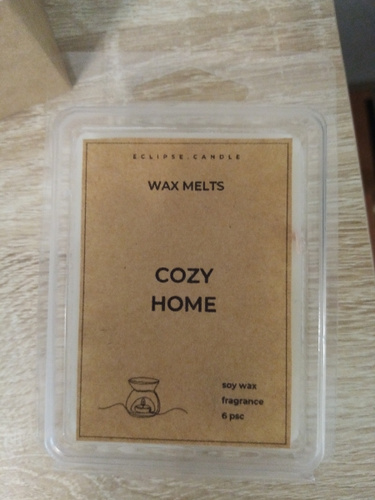 ECLIPSE.CANDLE
WAX MELTS
COZY
HOME
soy wax
fragrance
6 psc